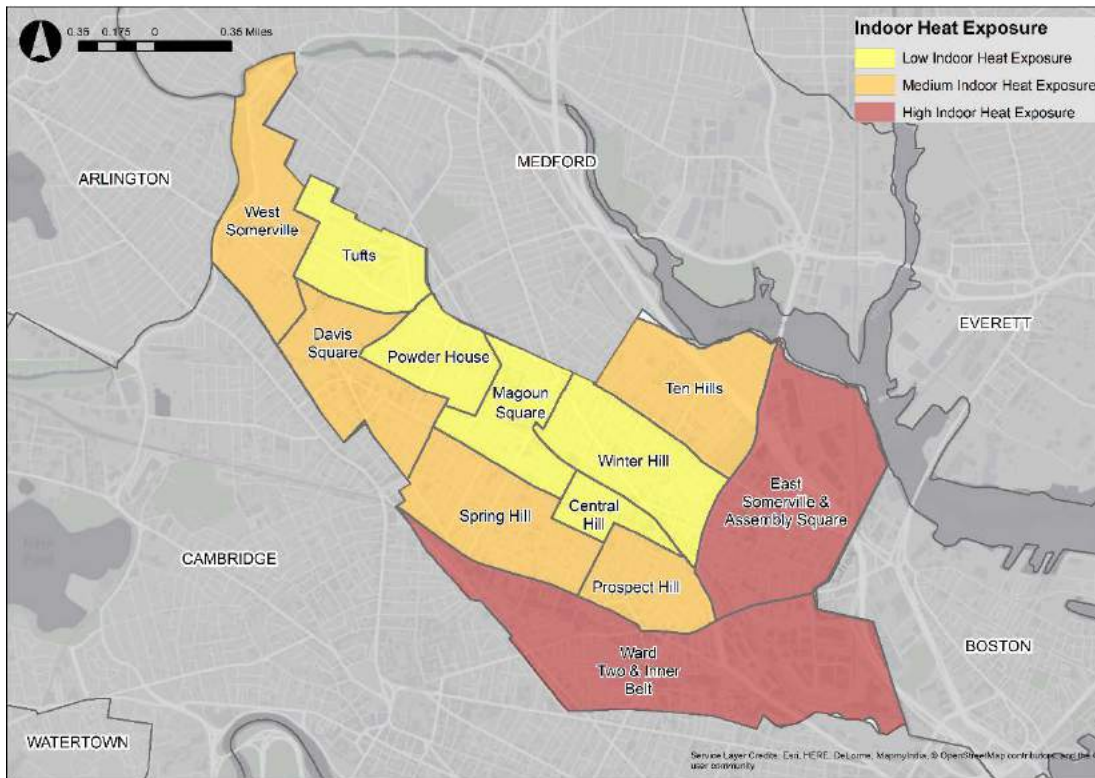 0.35 0.175 0 0.35 Miles
Indoor Heat Exposure
Low Indoor Heat Exposure
Medium Indoor Heat Exposure
High Indoor Heat Exposure
ARLINGTON
MEDFORD
West
Somerville
Tufts
EVERETT
Davis
Square
Powder House
Ten Hills
Magoun
Square
Winter Hill
East
Somerville &
Assembly Square
Central
Hill
Spring Hill
CAMBRIDGE
Prospect Hill
BOSTON
Ward
Two & Inner
Belt
WATERTOWN
Service Layer Credits: Esri, HERE, DeLorme, MapmyIndia, © OpenStreetMap contributors, and the
user community